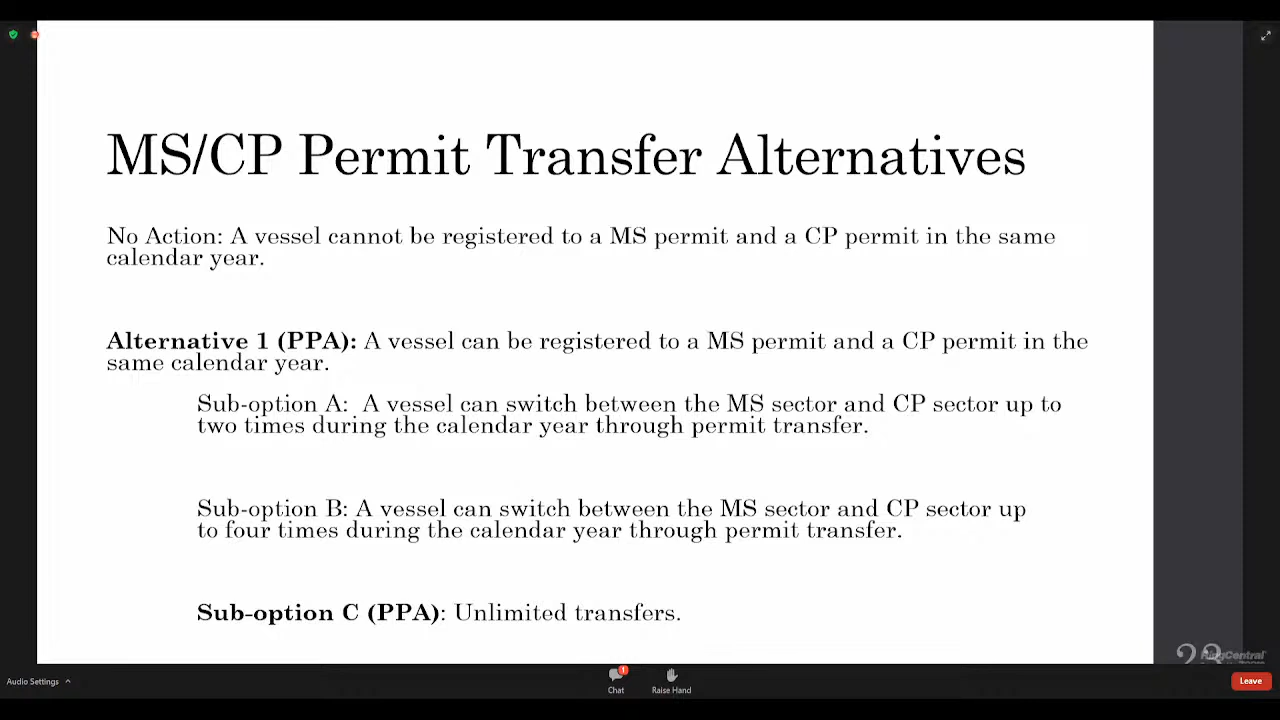 MS/CP Permit Transfer Alternatives
No Action: A vessel cannot be registered to a MS permit and a CP permit in the same
calendar year.
Alternative 1 (PPA): A vessel can be registered to a MS permit and a CP permit in the
same calendar year.
Sub-option A: A vessel can switch between the MS sector and CP sector up to
two times during the calendar year through permit transfer.
Sub-option B: A vessel can switch between the MS sector and CP sector up
to four times during the calendar year through permit transfer.
Sub-option C (PPA): Unlimited transfers.
RingCentral
Audio Settings
1
Chat
Raise Hand
Leave